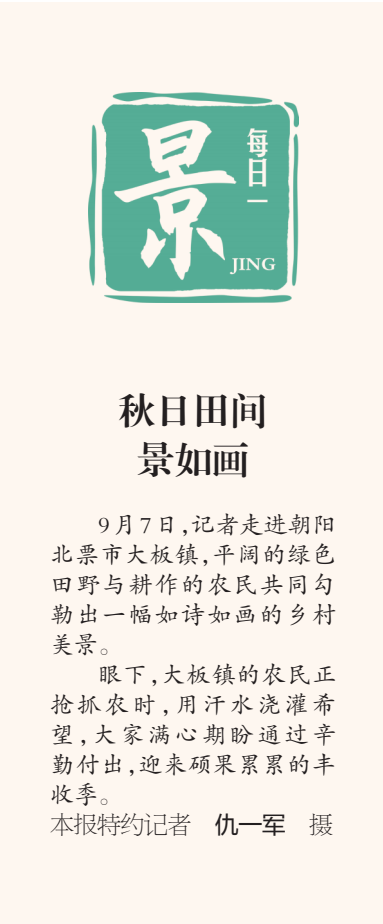 每日一
景
JING
秋日田间
景如画
9月7日,记者走进朝阳
北票市大板镇,平阔的绿色
田野与耕作的农民共同勾
勒出一幅如诗如画的乡村
美景。
眼下,大板镇的农民正
抢抓农时,用汗水浇灌希
望,大家满心期盼通过辛
勤付出,迎来硕果累累的丰
收季。
本报特约记者 仇一军 摄